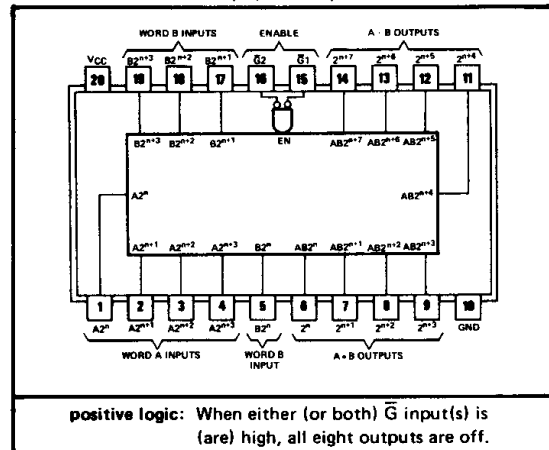 WORD B INPUTS ENABLE A · B OUTPUTS
VCC B2ⁿ⁺³ B2ⁿ⁺² B2ⁿ⁺¹ G̅2 G̅1 2ⁿ⁺⁷ 2ⁿ⁺⁶ 2ⁿ⁺⁵ 2ⁿ⁺⁴
20 19 18 17 16 15 14 13 12 11
B2ⁿ⁺³ B2ⁿ⁺² B2ⁿ⁺¹ EN AB2ⁿ⁺⁷ AB2ⁿ⁺⁶ AB2ⁿ⁺⁵
A2ⁿ AB2ⁿ⁺⁴
A2ⁿ⁺¹ A2ⁿ⁺² A2ⁿ⁺³ B2ⁿ AB2ⁿ AB2ⁿ⁺¹ AB2ⁿ⁺² AB2ⁿ⁺³
1 2 3 4 5 6 7 8 9 10
A2ⁿ A2ⁿ⁺¹ A2ⁿ⁺² A2ⁿ⁺³ B2ⁿ 2ⁿ 2ⁿ⁺¹ 2ⁿ⁺² 2ⁿ⁺³ GND
WORD A INPUTS WORD B A • B OUTPUTS
INPUT
positive logic: When either (or both) G̅ input(s) is
(are) high, all eight outputs are off.